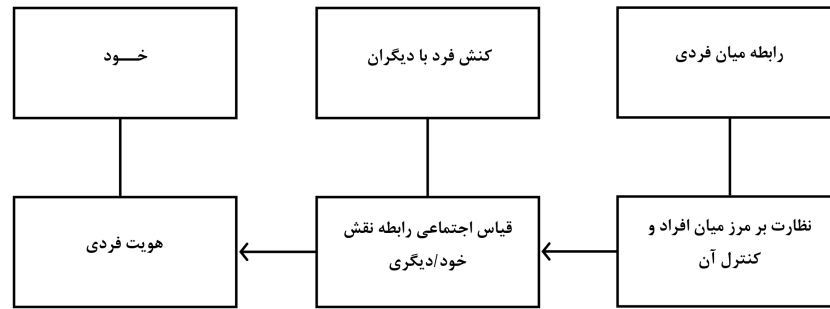 رابطه میان فردی
کنش فرد با دیگران
خـــود
نظارت بر مرز میان افراد و
کنترل آن
قیاس اجتماعی رابطه نقش
خود/دیگری
هویت فردی